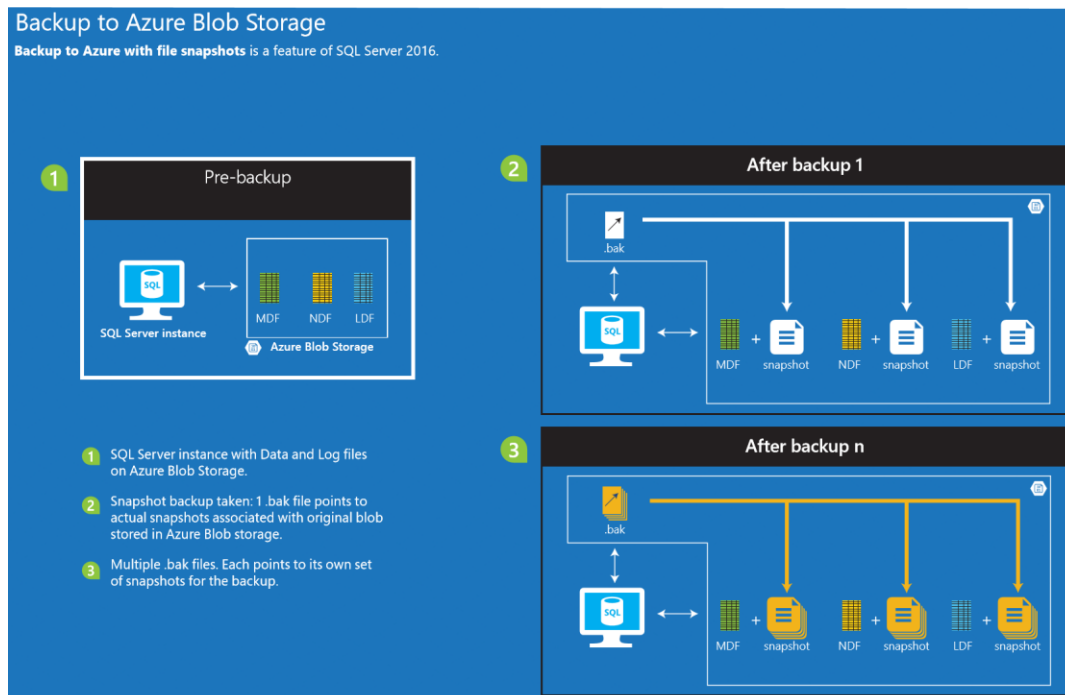 Backup to Azure Blob Storage
Backup to Azure with file snapshots is a feature of SQL Server 2016.
1
Pre-backup
SQL
SQL Server instance
MDF
NDF
LDF
Azure Blob Storage
2
After backup 1
.bak
SQL
MDF
+
snapshot
NDF
+
snapshot
LDF
+
snapshot
3
After backup n
.bak
SQL
MDF
+
snapshot
NDF
+
snapshot
LDF
+
snapshot
1 SQL Server instance with Data and Log files
on Azure Blob Storage.
2 Snapshot backup taken: 1 .bak file points to
actual snapshots associated with original blob
stored in Azure Blob storage.
3 Multiple .bak files. Each points to its own set
of snapshots for the backup.